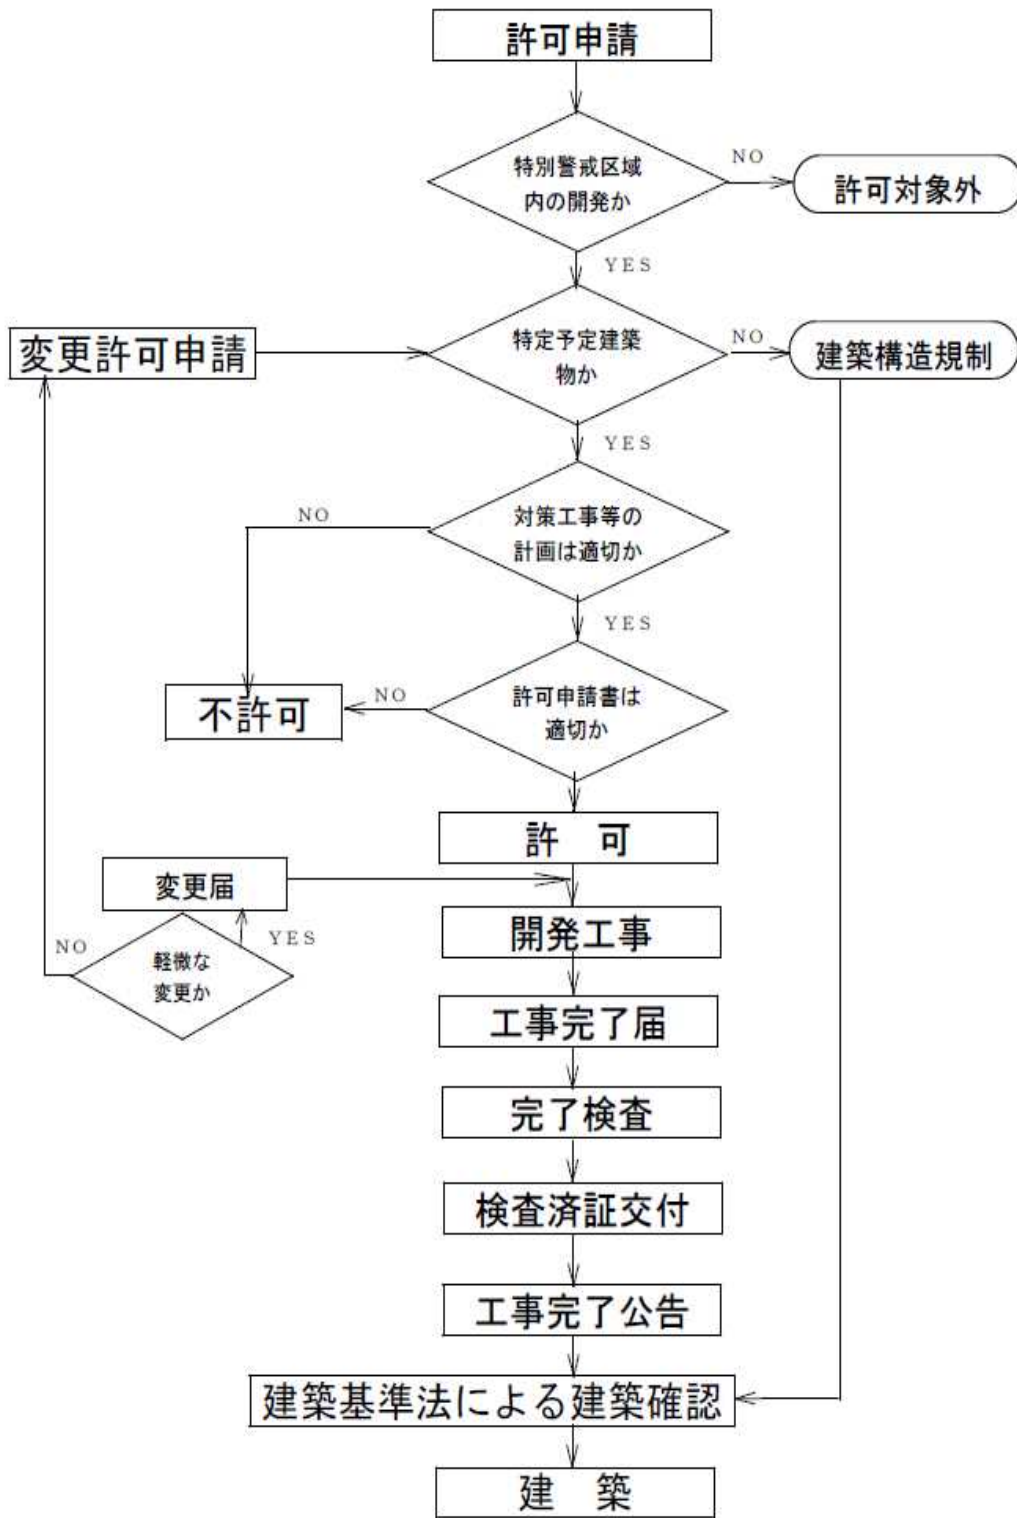 許可申請
特別警戒区域
内の開発か
NO
許可対象外
YES
変更許可申請
特定予定建築
物か
NO
建築構造規制
YES
NO
対策工事等の
計画は適切か
YES
不許可
NO
許可申請書は
適切か
許　可
変更届
開発工事
NO
YES
軽微な
変更か
工事完了届
完了検査
検査済証交付
工事完了公告
建築基準法による建築確認
建　築